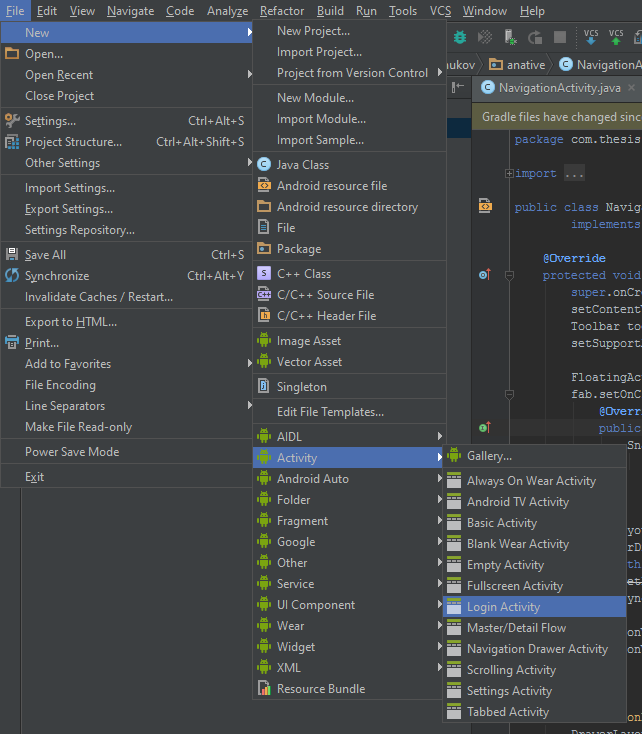 File Edit View Navigate Code Analyze Refactor Build Run Tools VCS Window Help
New
Open...
Open Recent
Close Project
Settings... Ctrl+Alt+S
Project Structure... Ctrl+Alt+Shift+S
Other Settings
Import Settings...
Export Settings...
Settings Repository...
Save All Ctrl+S
Synchronize Ctrl+Alt+Y
Invalidate Caches / Restart...
Export to HTML...
Print...
Add to Favorites
File Encoding
Line Separators
Make File Read-only
Power Save Mode
Exit
New Project...
Import Project...
Project from Version Control
New Module...
Import Module...
Import Sample...
Java Class
Android resource file
Android resource directory
File
Package
C++ Class
C/C++ Source File
C/C++ Header File
Image Asset
Vector Asset
Singleton
Edit File Templates...
AIDL
Activity
Android Auto
Folder
Fragment
Google
Other
Service
UI Component
Wear
Widget
XML
Resource Bundle
Gallery...
Always On Wear Activity
Android TV Activity
Basic Activity
Blank Wear Activity
Empty Activity
Fullscreen Activity
Login Activity
Master/Detail Flow
Navigation Drawer Activity
Scrolling Activity
Settings Activity
Tabbed Activity
VCS VCS
nukov anative NavigationA
NavigationActivity.java
Gradle files have changed sinc
package com.thesis
import ...
public class Navig
implements
@Override
protected void
super.onCr
setContent
Toolbar to
setSupport
FloatingAc
fab.setOnC
@Overr
public
Sn
DrawerLayou